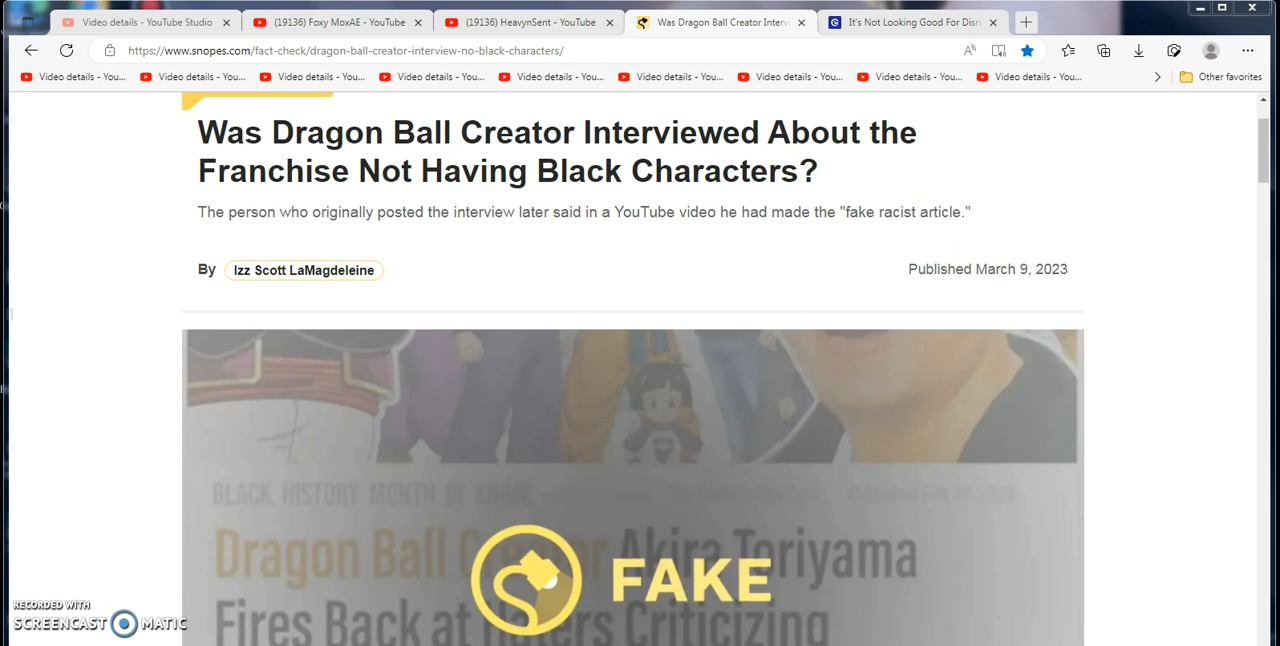 Video details - YouTube Studio
(19136) Foxy MoxAE - YouTube
(19136) HeavynSent - YouTube
Was Dragon Ball Creator Interv
It's Not Looking Good For Disn
https://www.snopes.com/fact-check/dragon-ball-creator-interview-no-black-characters/
Video details - You...
Video details - You...
Video details - You...
Video details - You...
Video details - You...
Video details - You...
Video details - You...
Video details - You...
Video details - You...
Other favorites
Was Dragon Ball Creator Interviewed About the
Franchise Not Having Black Characters?
The person who originally posted the interview later said in a YouTube video he had made the "fake racist article."
By Izz Scott LaMagdeleine
Published March 9, 2023
BLACK HISTORY MONTH IN ANIME
Dragon Ball Creator Akira Toriyama
FAKE
Fires Back at Haters Criticizing
RECORDED WITH
SCREENCAST MATIC